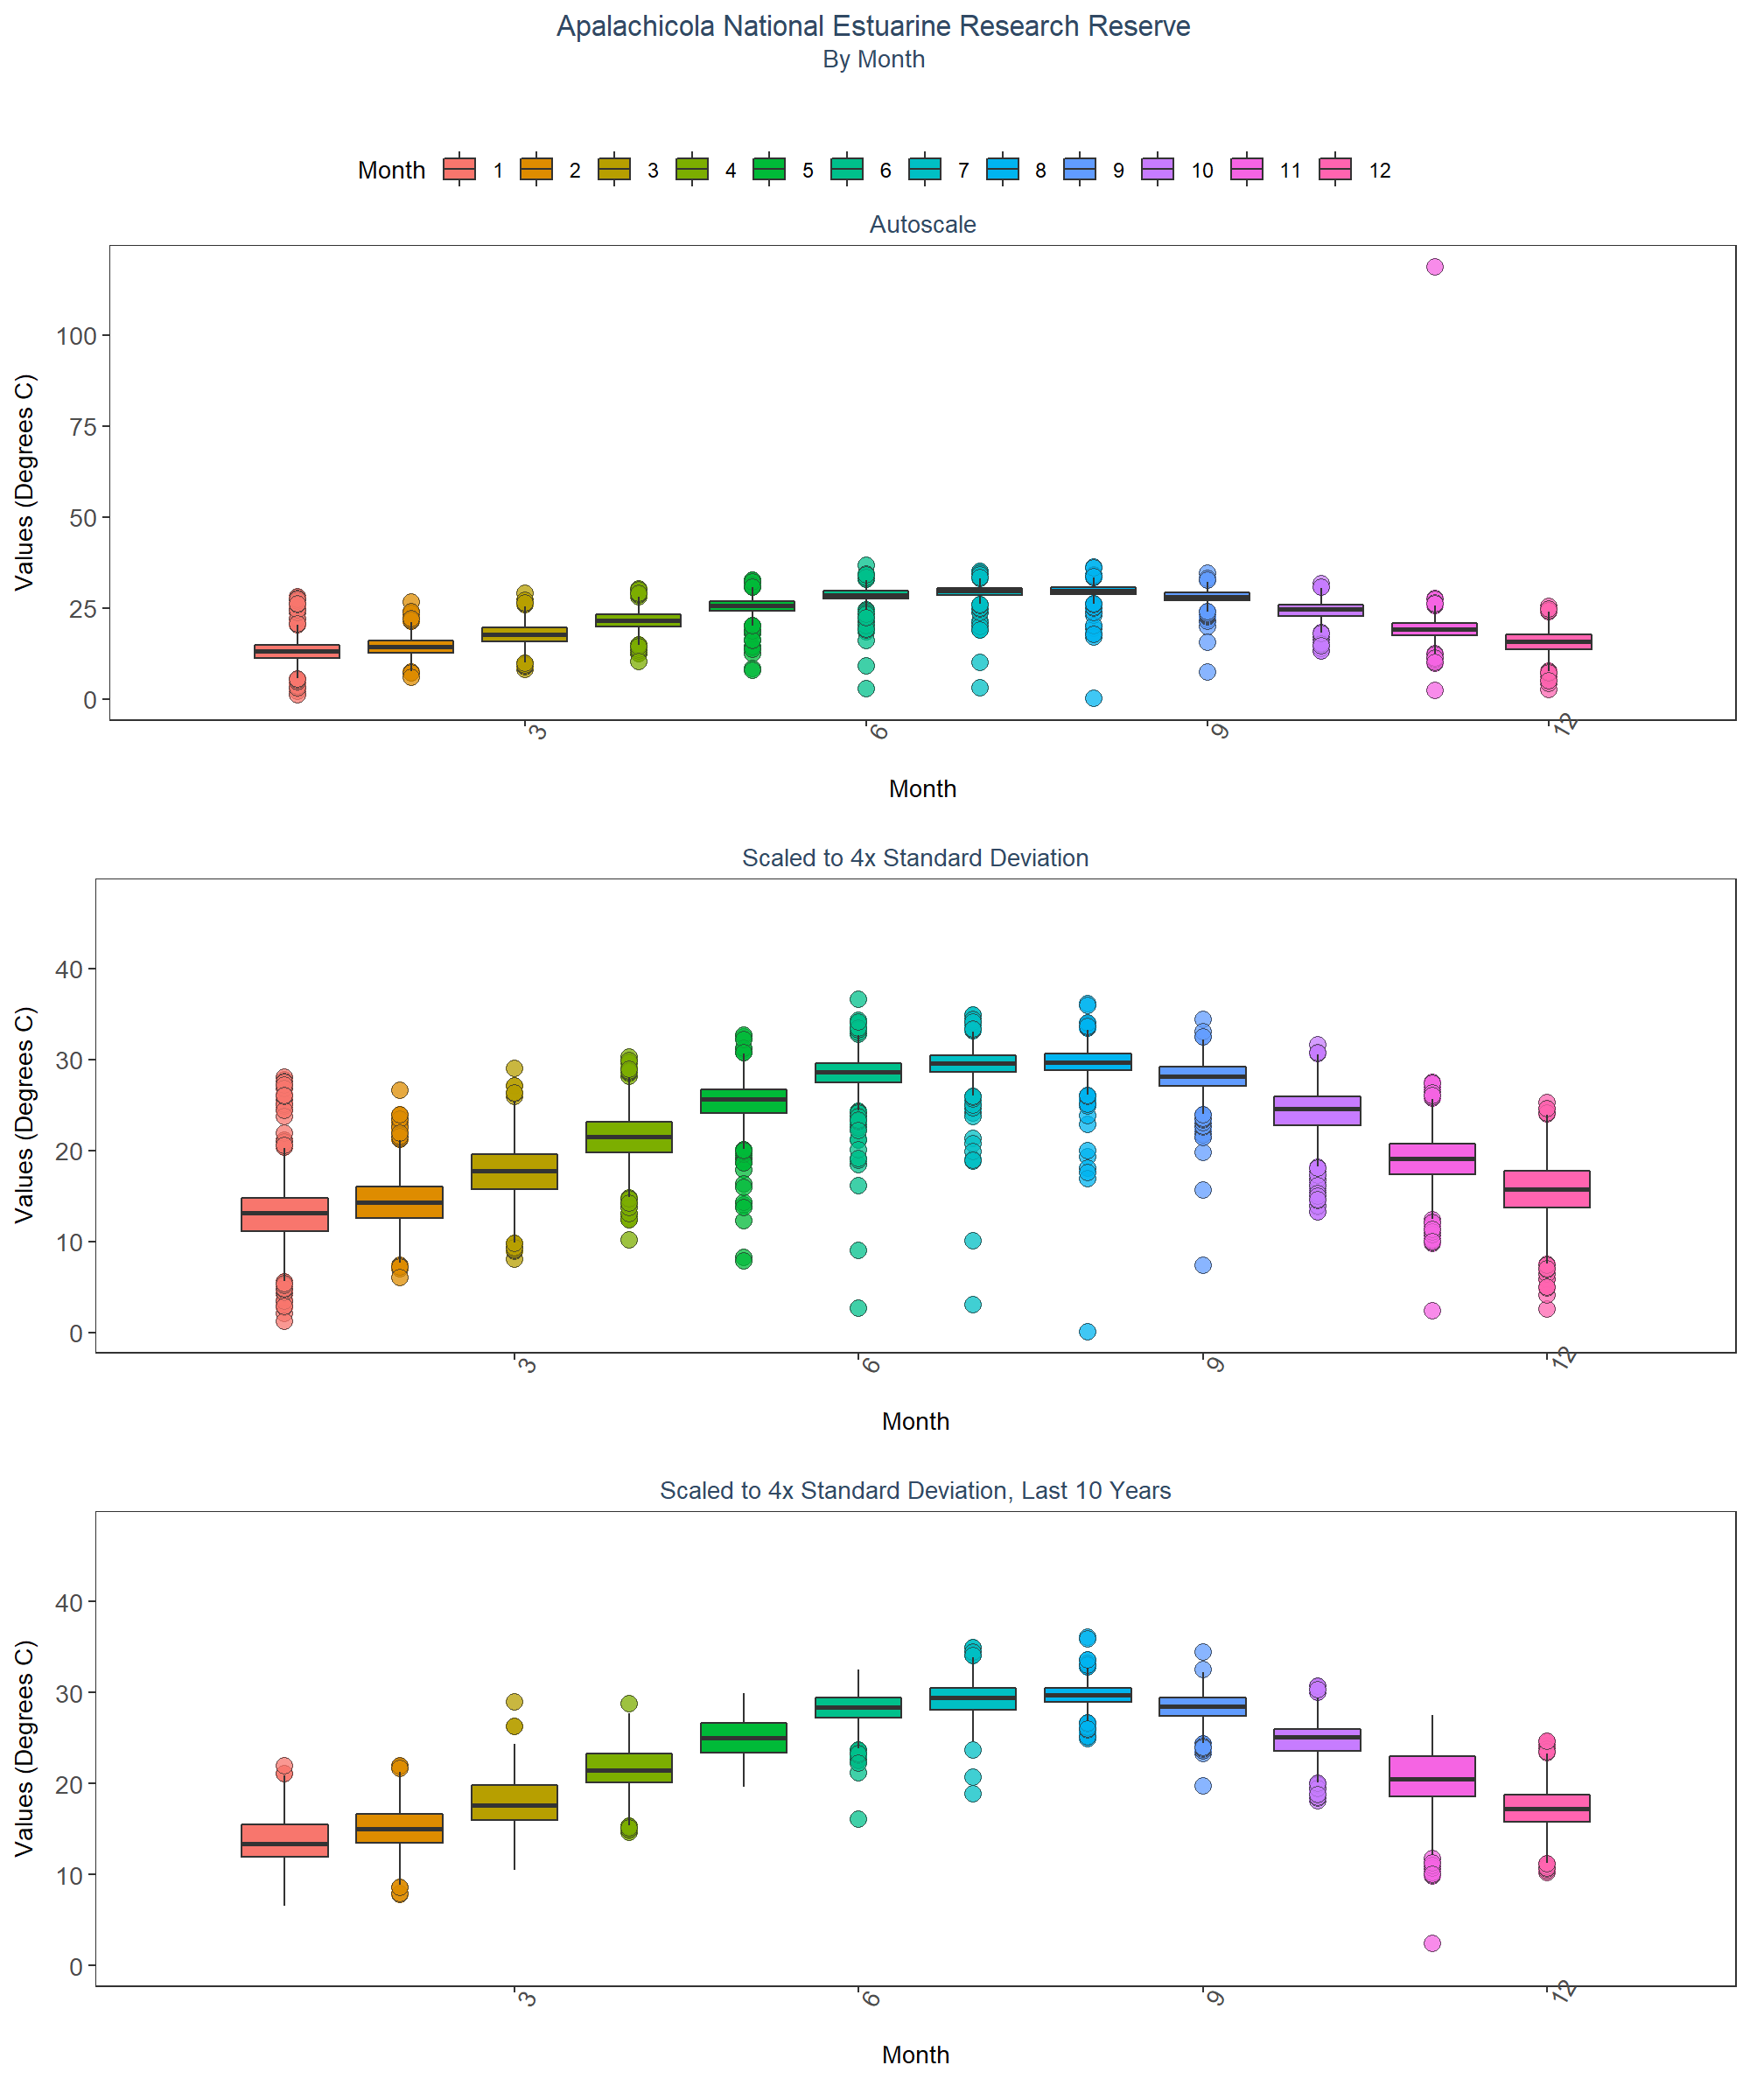 Apalachicola National Estuarine Research Reserve
By Month
Month 1 2 3 4 5 6 7 8 9 10 11 12
Autoscale
Values (Degrees C)
100
75
50
25
0
3 6 9 12
Month
Scaled to 4x Standard Deviation
Values (Degrees C)
40
30
20
10
0
3 6 9 12
Month
Scaled to 4x Standard Deviation, Last 10 Years
Values (Degrees C)
40
30
20
10
0
3 6 9 12
Month